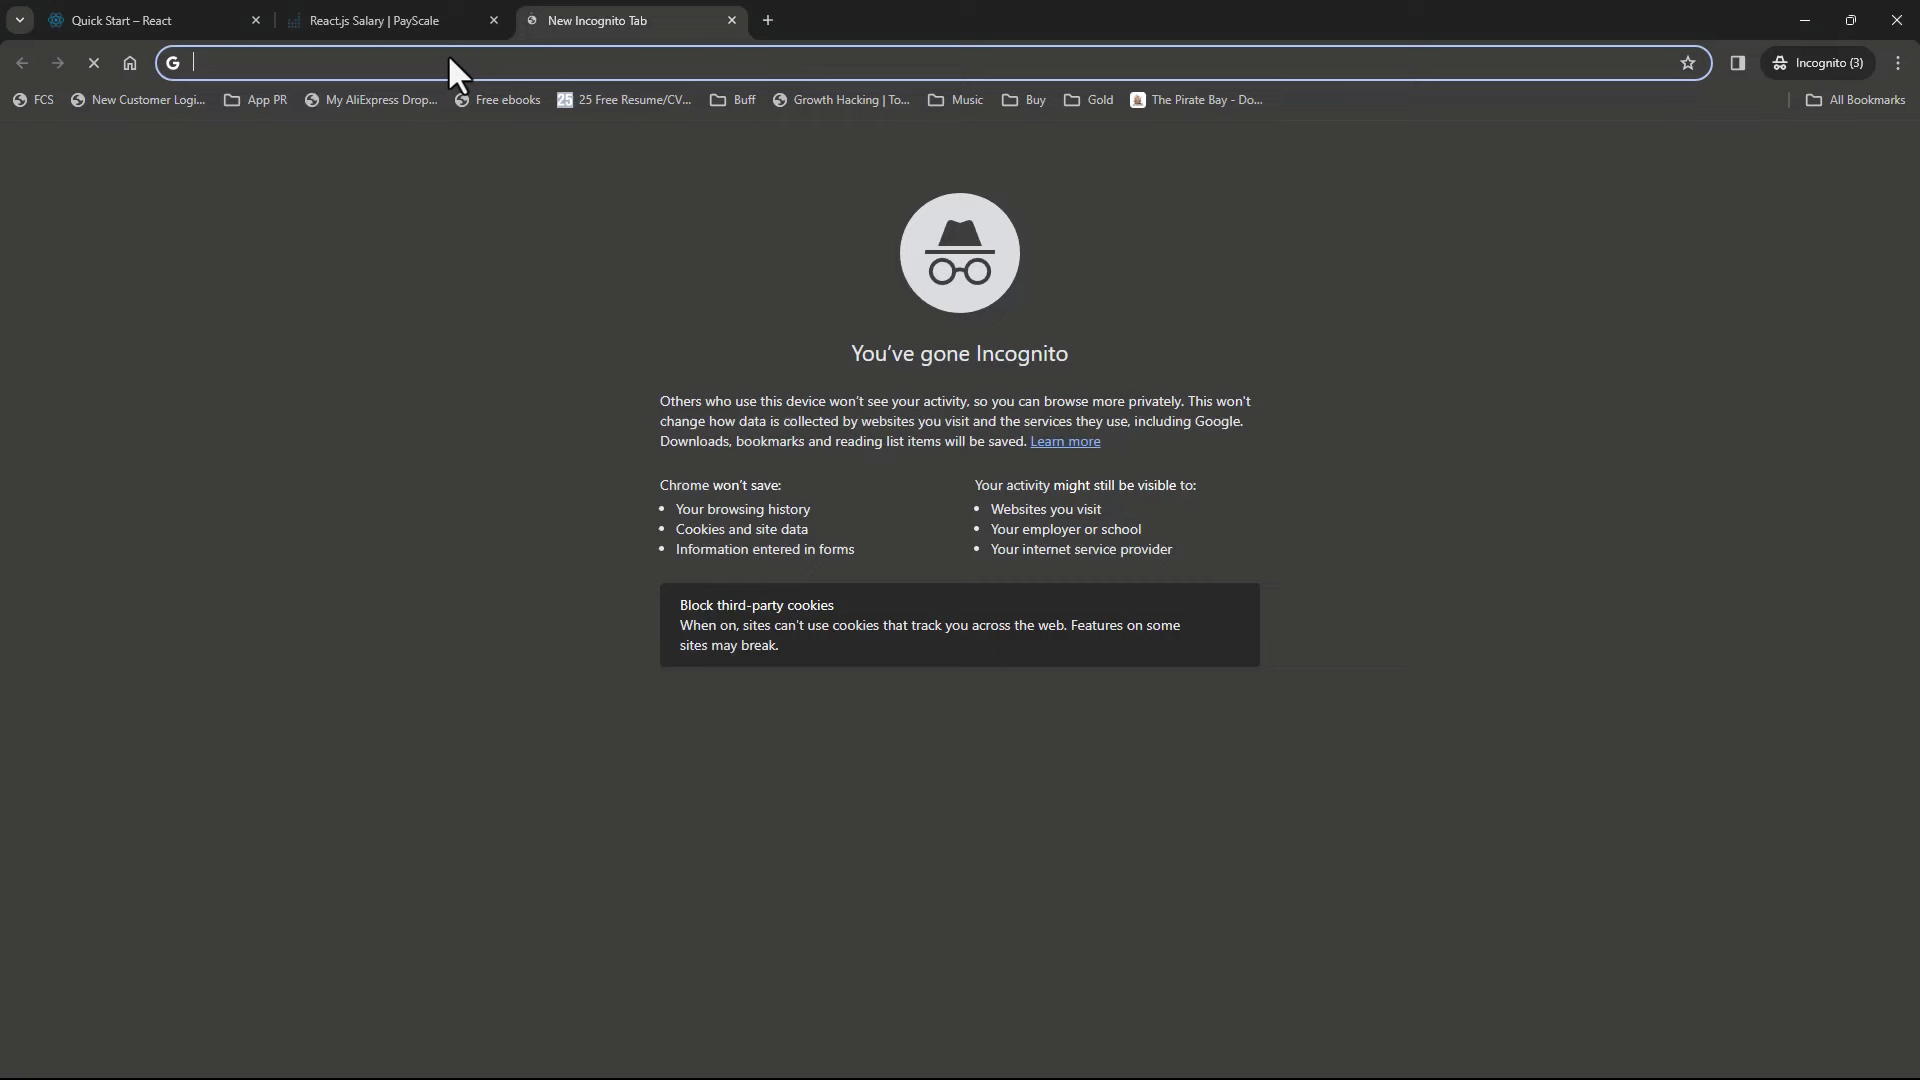 Quick Start – React
React.js Salary | PayScale
New Incognito Tab
Incognito (3)
FCS
New Customer Logi...
App PR
My AliExpress Drop...
Free ebooks
25 Free Resume/CV...
Buff
Growth Hacking | To...
Music
Buy
Gold
The Pirate Bay - Do...
All Bookmarks
You've gone Incognito
Others who use this device won't see your activity, so you can browse more privately. This won't
change how data is collected by websites you visit and the services they use, including Google.
Downloads, bookmarks and reading list items will be saved. Learn more
Chrome won't save:
• Your browsing history
• Cookies and site data
• Information entered in forms
Your activity might still be visible to:
• Websites you visit
• Your employer or school
• Your internet service provider
Block third-party cookies
When on, sites can't use cookies that track you across the web. Features on some
sites may break.